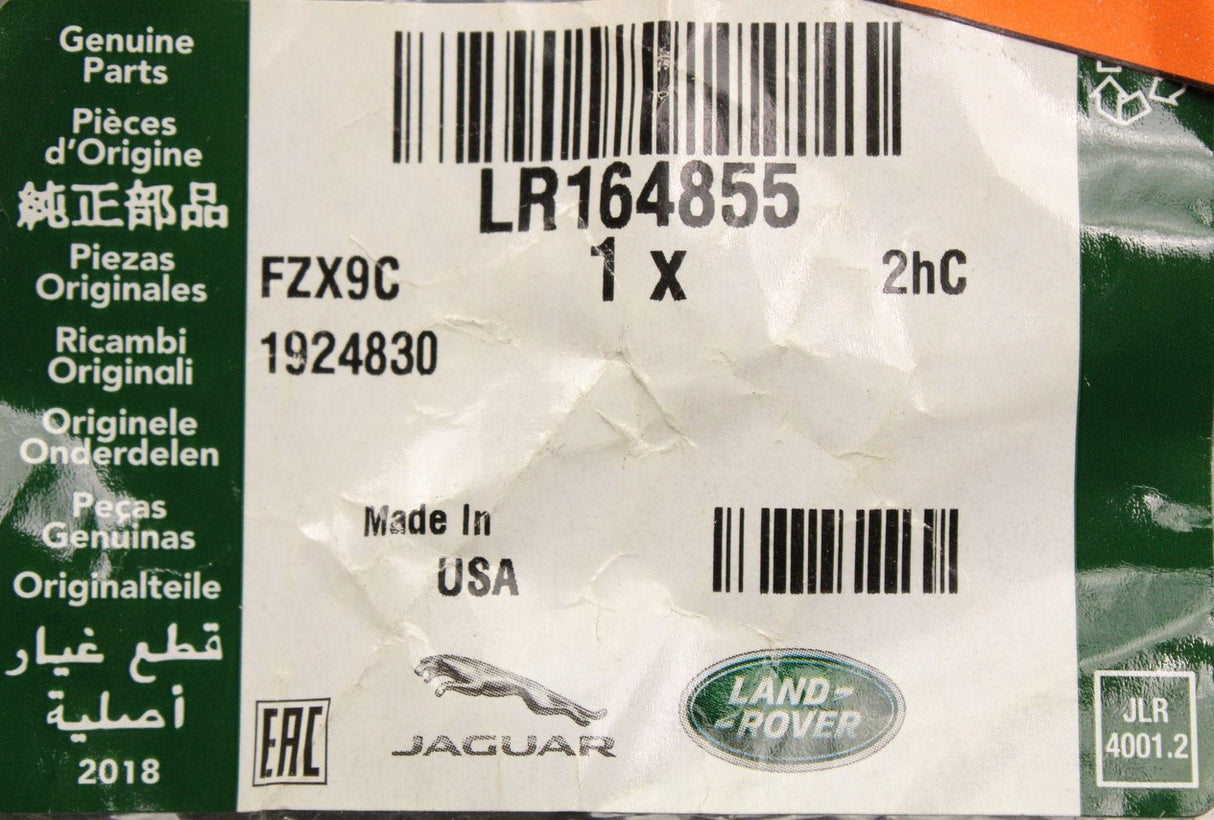 Genuine
Parts
Pièces
d'Origine
純正部品
Piezas
Originales
Ricambi
Originali
Originele
Onderdelen
Peças
Genuinas
Originalteile
قطع غيار
أصلية
2018
LR164855
FZX9C
1 x
2hC
1924830
Made In
USA
EAC
JAGUAR
LAND-
-ROVER
JLR
4001.2